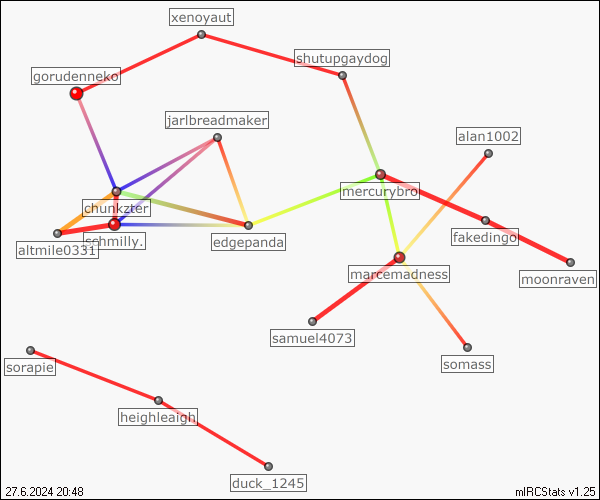 xenoyaut
shutupgaydog
gorudenneko
jarlbreadmaker
alan1002
mercurybro
chunkzter
schmilly.
altmile0331
edgepanda
fakedingo
marcemadness
moonraven
samuel4073
somass
sorapie
heighleaigh
duck_1245
27.6.2024 20:48
mIRCStats v1.25